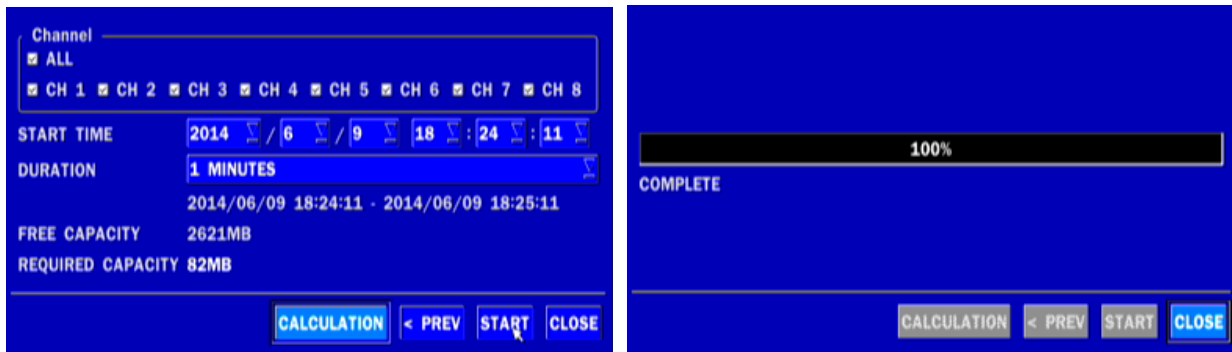 Channel
ALL
CH 1 CH 2 CH 3 CH 4 CH 5 CH 6 CH 7 CH 8
START TIME 2014 / 6 / 9 18 : 24 : 11
DURATION 1 MINUTES
2014/06/09 18:24:11 - 2014/06/09 18:25:11
FREE CAPACITY 2621MB
REQUIRED CAPACITY 82MB
CALCULATION < PREV START CLOSE
100%
COMPLETE
CALCULATION < PREV START CLOSE